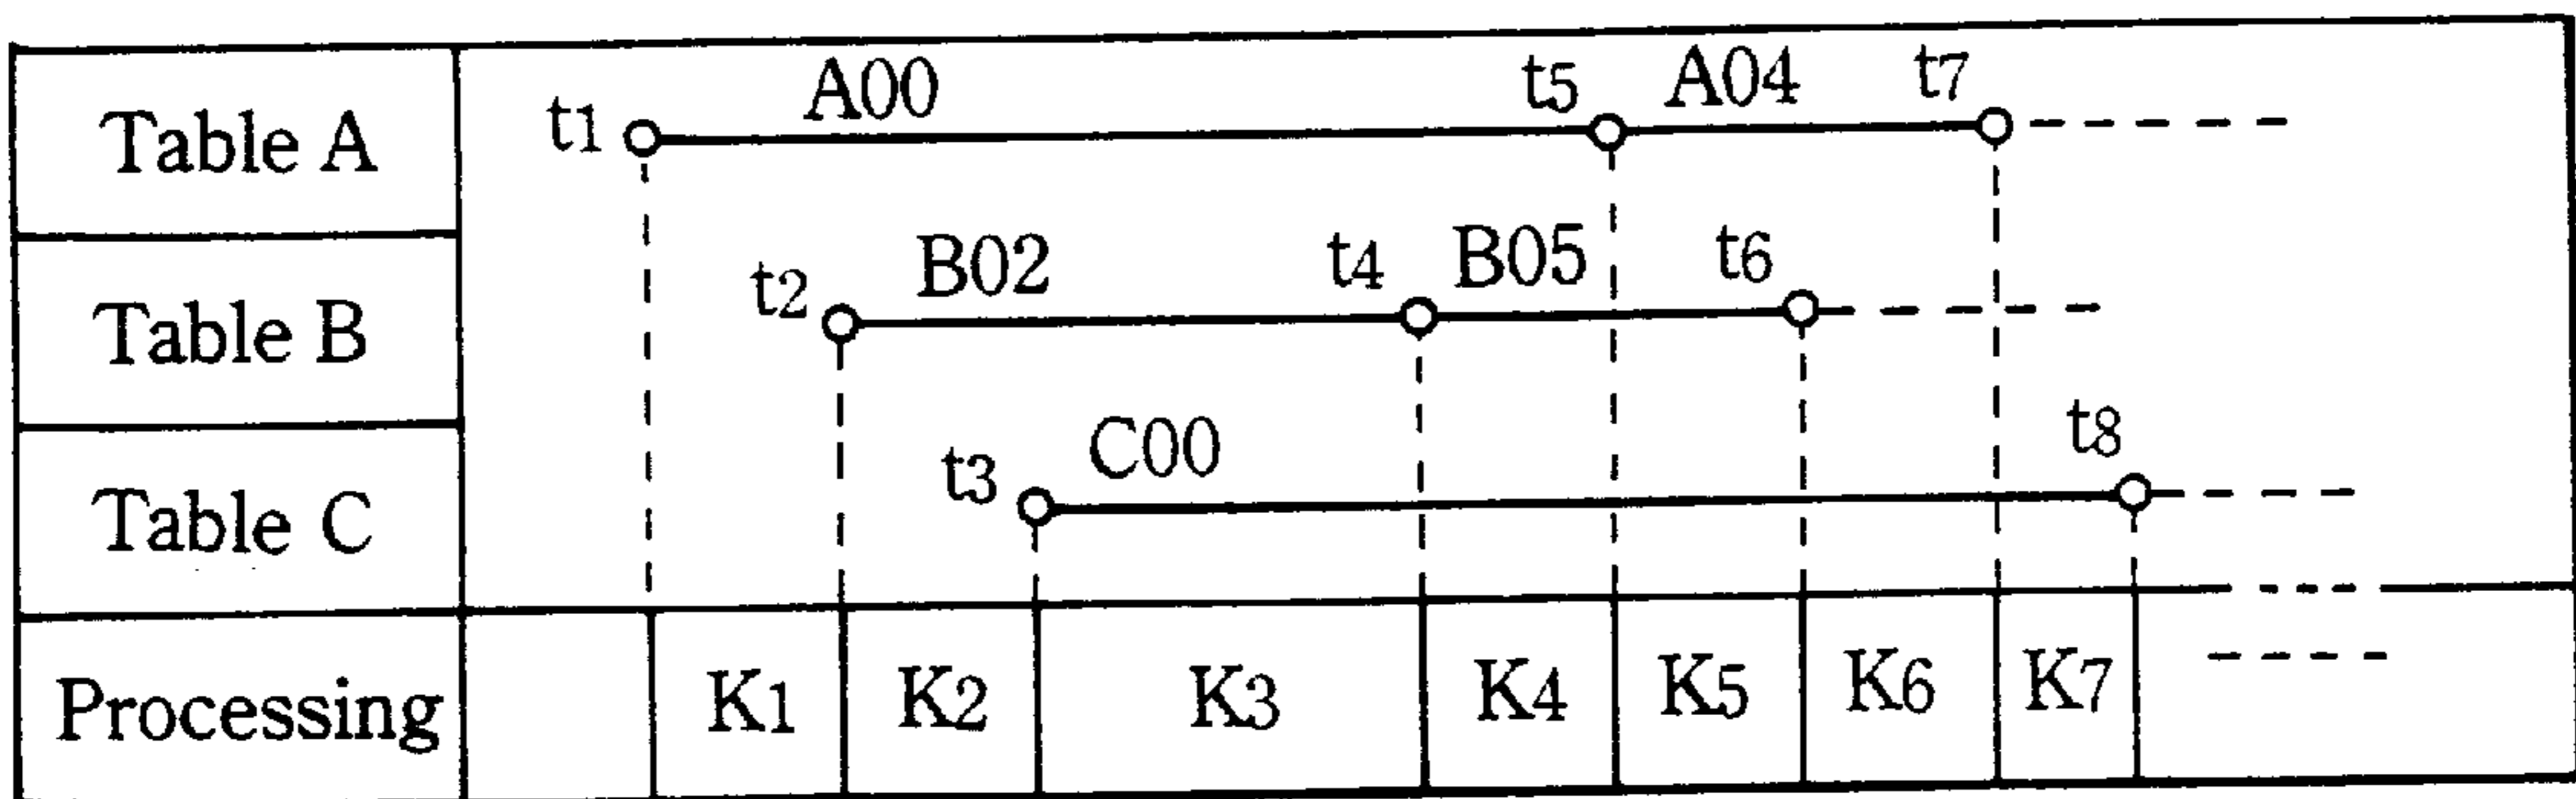 Table A t1 A00 t5 A04 t7
Table B t2 B02 t4 B05 t6
Table C t3 C00 t8
Processing K1 K2 K3 K4 K5 K6 K7